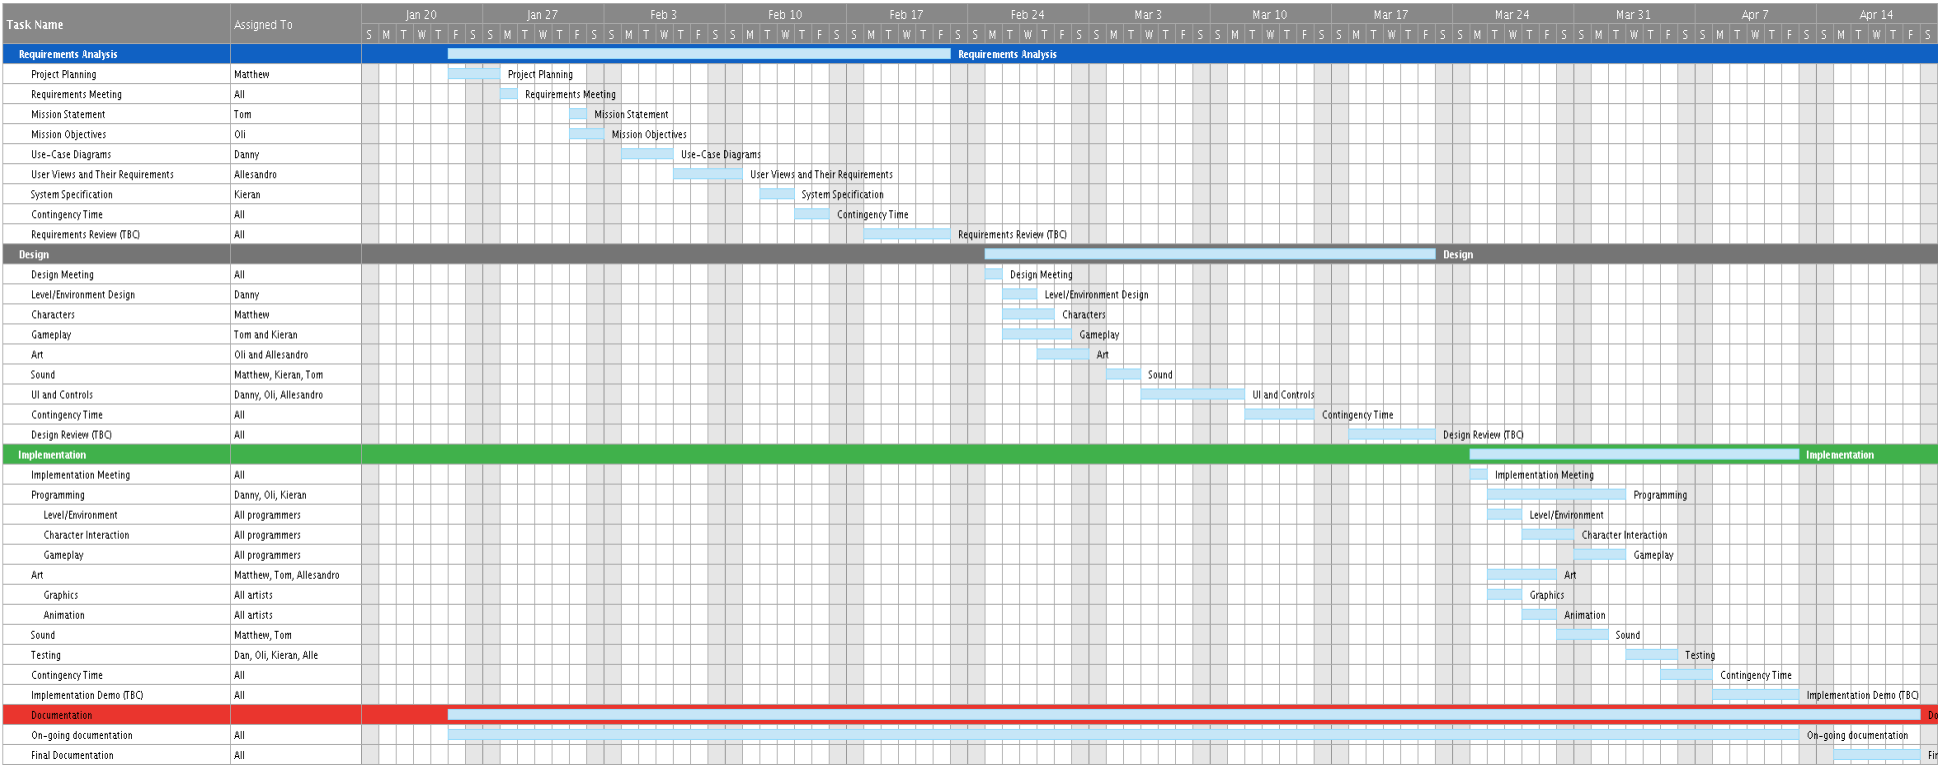 Task Name Assigned To Jan 20 Jan 27 Feb 3 Feb 10 Feb 17 Feb 24 Mar 3 Mar 10 Mar 17 Mar 24 Mar 31 Apr 7 Apr 14
S M T W T F S S M T W T F S S M T W T F S S M T W T F S S M T W T F S S M T W T F S S M T W T F S S M T W T F S S M T W T F S S M T W T F S S M T W T F S S M T W T F S S M T W T F S
Requirements Analysis Requirements Analysis
Project Planning Matthew Project Planning
Requirements Meeting All Requirements Meeting
Mission Statement Tom Mission Statement
Mission Objectives Oli Mission Objectives
Use-Case Diagrams Danny Use-Case Diagrams
User Views and Their Requirements Allesandro User Views and Their Requirements
System Specification Kieran System Specification
Contingency Time All Contingency Time
Requirements Review (TBC) All Requirements Review (TBC)
Design Design
Design Meeting All Design Meeting
Level/Environment Design Danny Level/Environment Design
Characters Matthew Characters
Gameplay Tom and Kieran Gameplay
Art Oli and Allesandro Art
Sound Matthew, Kieran, Tom Sound
UI and Controls Danny, Oli, Allesandro UI and Controls
Contingency Time All Contingency Time
Design Review (TBC) All Design Review (TBC)
Implementation Implementation
Implementation Meeting All Implementation Meeting
Programming Danny, Oli, Kieran Programming
Level/Environment All programmers Level/Environment
Character Interaction All programmers Character Interaction
Gameplay All programmers Gameplay
Art Matthew, Tom, Allesandro Art
Graphics All artists Graphics
Animation All artists Animation
Sound Matthew, Tom Sound
Testing Dan, Oli, Kieran, Alle Testing
Contingency Time All Contingency Time
Implementation Demo (TBC) All Implementation Demo (TBC)
Documentation Do
On-going documentation All On-going documentation
Final Documentation All Fin